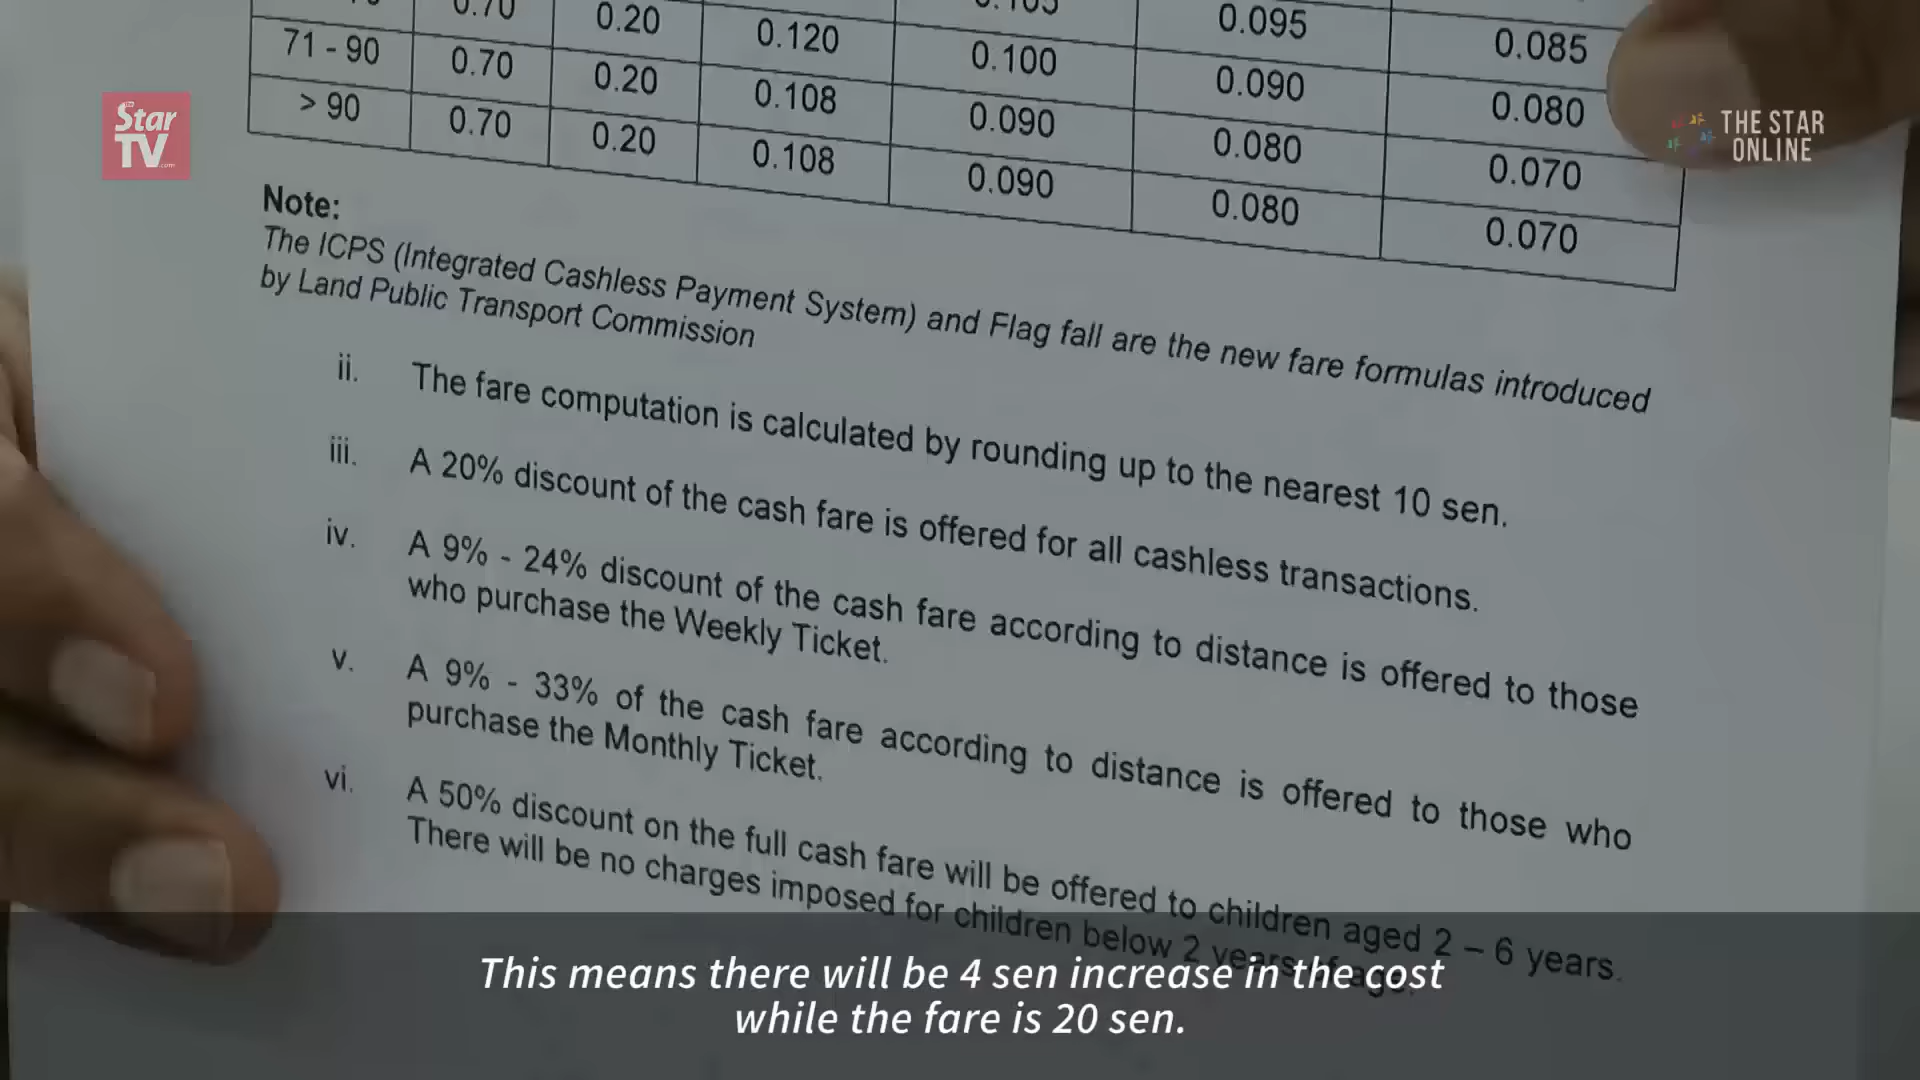 0.095 0.085
0.70 0.20 0.120 0.100 0.090 0.080
71 - 90 0.70 0.20 0.108 0.090 0.080 0.070
> 90 0.70 0.20 0.108 0.090 0.080 0.070
Star
TV.com
THE STAR
ONLINE
Note:
The ICPS (Integrated Cashless Payment System) and Flag fall are the new fare formulas introduced
by Land Public Transport Commission
ii. The fare computation is calculated by rounding up to the nearest 10 sen.
iii. A 20% discount of the cash fare is offered for all cashless transactions.
iv. A 9% - 24% discount of the cash fare according to distance is offered to those
who purchase the Weekly Ticket.
v. A 9% - 33% of the cash fare according to distance is offered to those who
purchase the Monthly Ticket.
vi. A 50% discount on the full cash fare will be offered to children aged 2 – 6 years.
There will be no charges imposed for children below 2 years of age.
This means there will be 4 sen increase in the cost
while the fare is 20 sen.